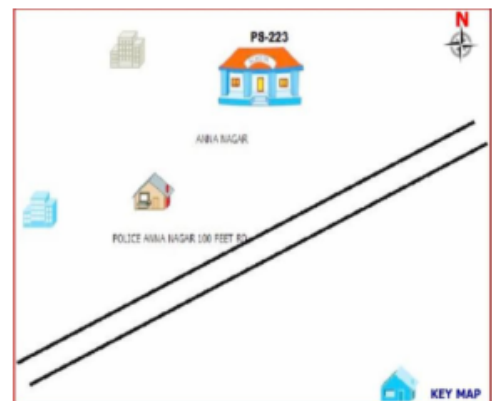 N
PS-223
ANNA NAGAR
POLICE ANNA NAGAR 100 FEET RD
KEY MAP